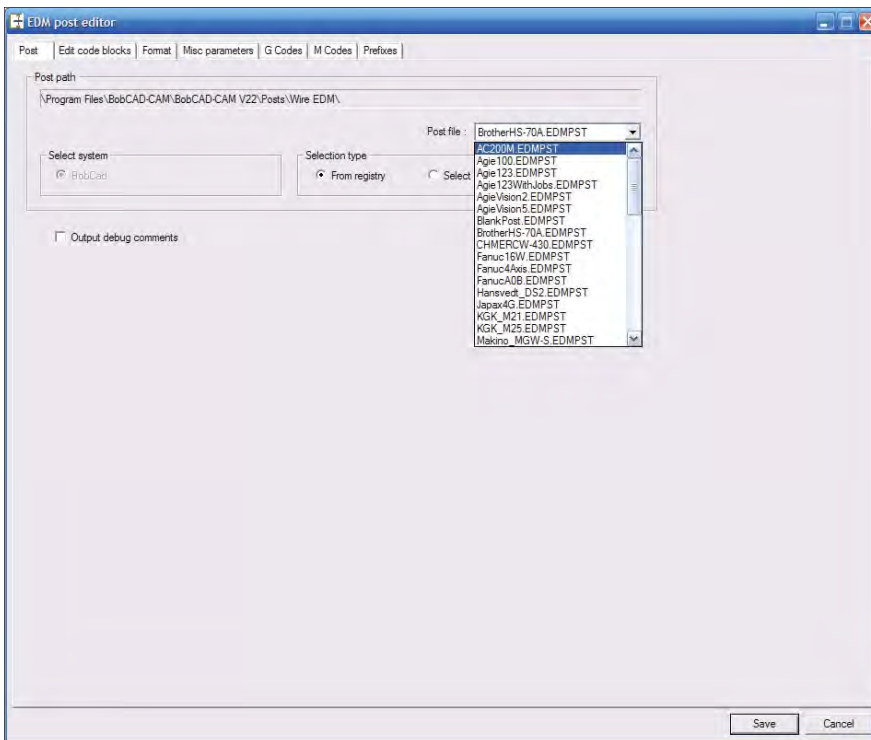 EDM post editor
Post Edit code blocks Format Misc parameters G Codes M Codes Prefixes
Post path
\Program Files\BobCAD-CAM\BobCAD-CAM V22\Posts\Wire EDM\
Post file : BrotherHS-70A.EDMPST
Select system
BobCad
Selection type
From registry
Select
AC200M.EDMPST
Agie100.EDMPST
Agie123.EDMPST
Agie123WithJobs.EDMPST
AgieVision2.EDMPST
AgieVision5.EDMPST
BlankPost.EDMPST
BrotherHS-70A.EDMPST
CHMERCW-430.EDMPST
Fanuc16W.EDMPST
Fanuc4Axis.EDMPST
FanucA0B.EDMPST
Hansvedt_DS2.EDMPST
Japax4G.EDMPST
KGK_M21.EDMPST
KGK_M25.EDMPST
Makino_MGW-S.EDMPST
Output debug comments
Save Cancel